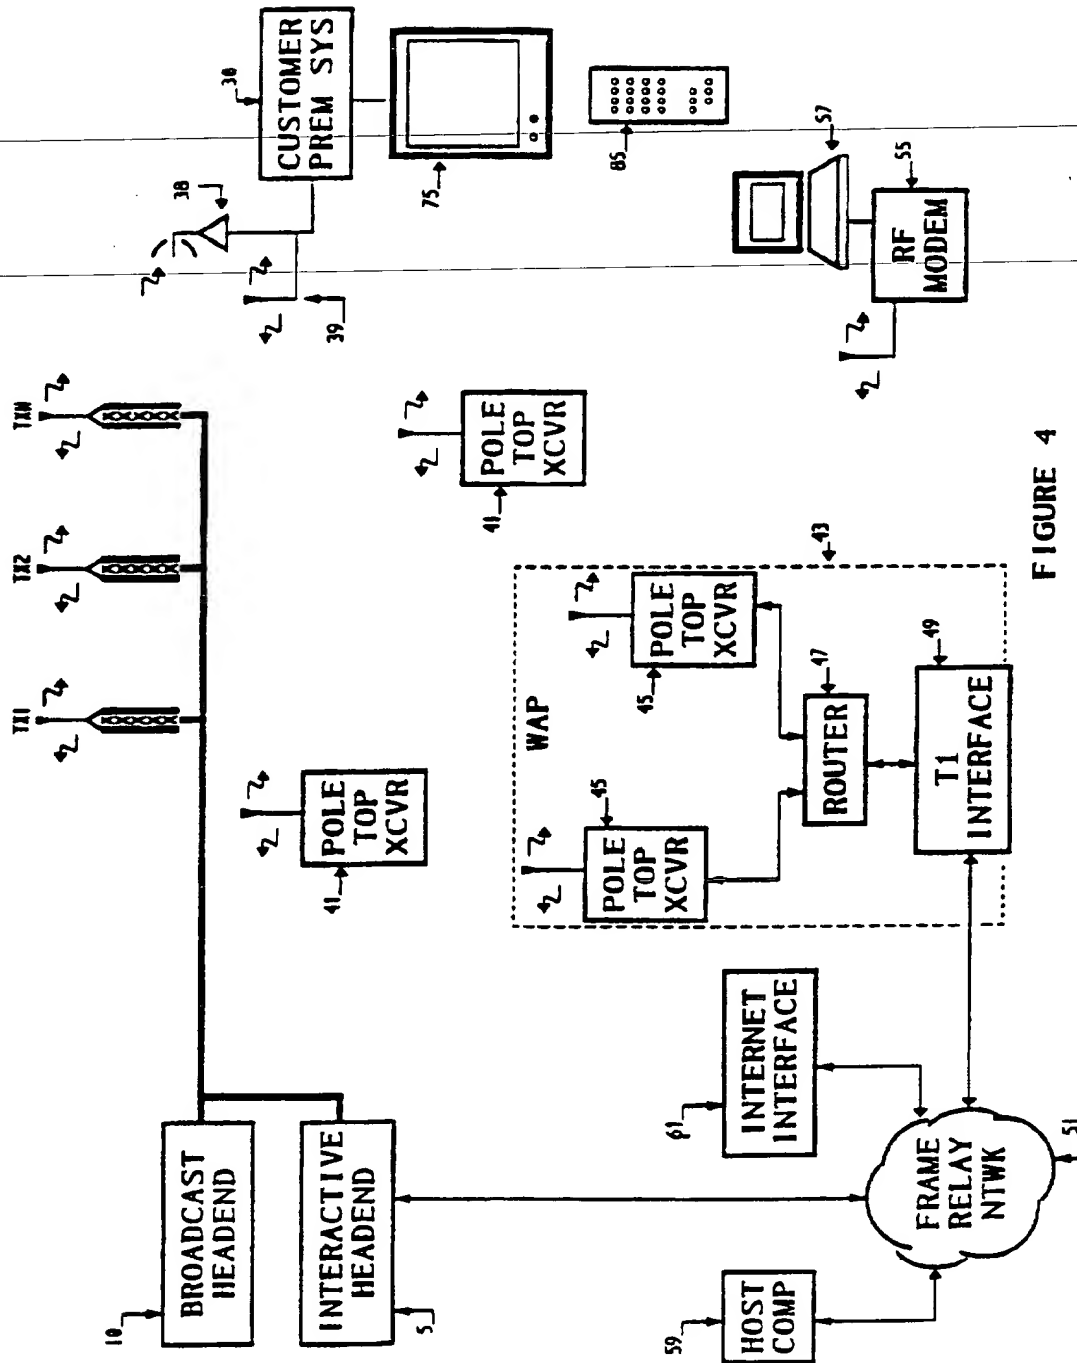 TX1
TX2
TXN
10
BROADCAST
HEADEND
38
30
CUSTOMER
PREM SYS
INTERACTIVE
HEADEND
5
41
POLE
TOP
XCVR
39
75
41
POLE
TOP
XCVR
85
WAP
45
POLE
TOP
XCVR
45
POLE
TOP
XCVR
43
57
55
RF
MODEM
59
HOST
COMP
61
INTERNET
INTERFACE
47
ROUTER
FRAME
RELAY
NTWK
51
49
T1
INTERFACE
FIGURE 4